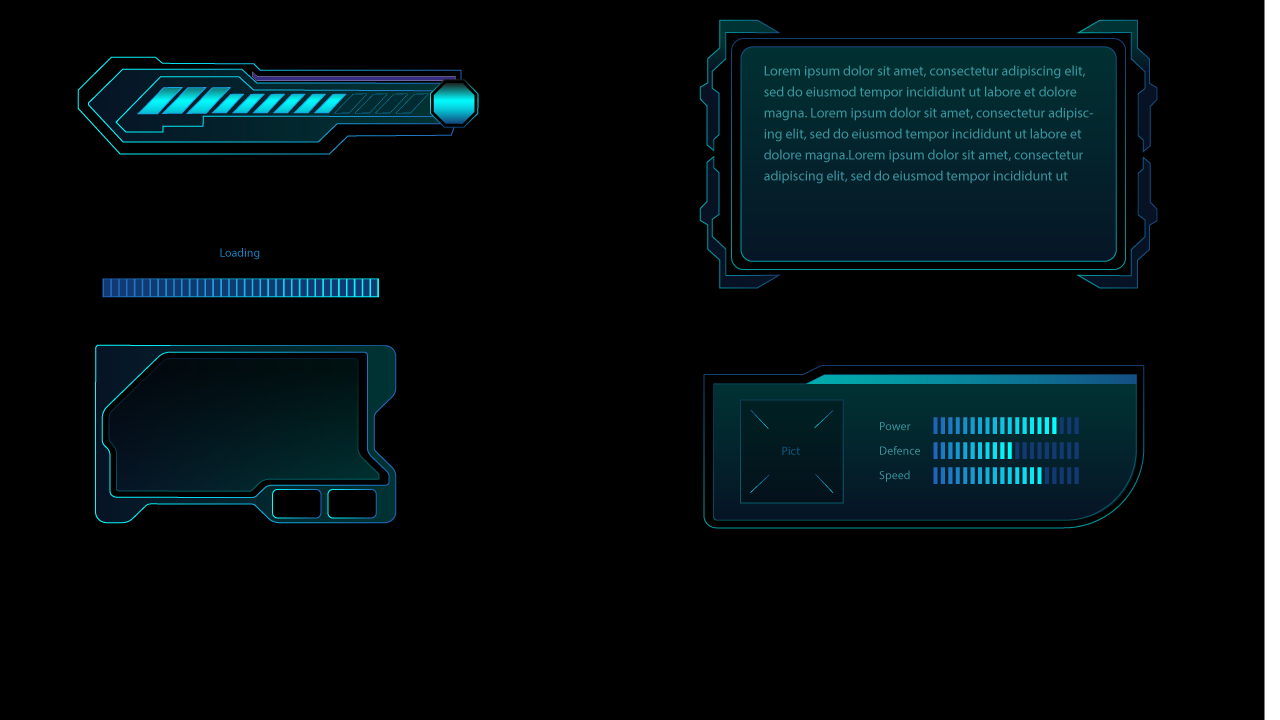 Lorem ipsum dolor sit amet, consectetur adipiscing elit,
sed do eiusmod tempor incididunt ut labore et dolore
magna. Lorem ipsum dolor sit amet, consectetur adipisc-
ing elit, sed do eiusmod tempor incididunt ut labore et
dolore magna.Lorem ipsum dolor sit amet, consectetur
adipiscing elit, sed do eiusmod tempor incididunt ut
Loading
Pict
Power
Defence
Speed